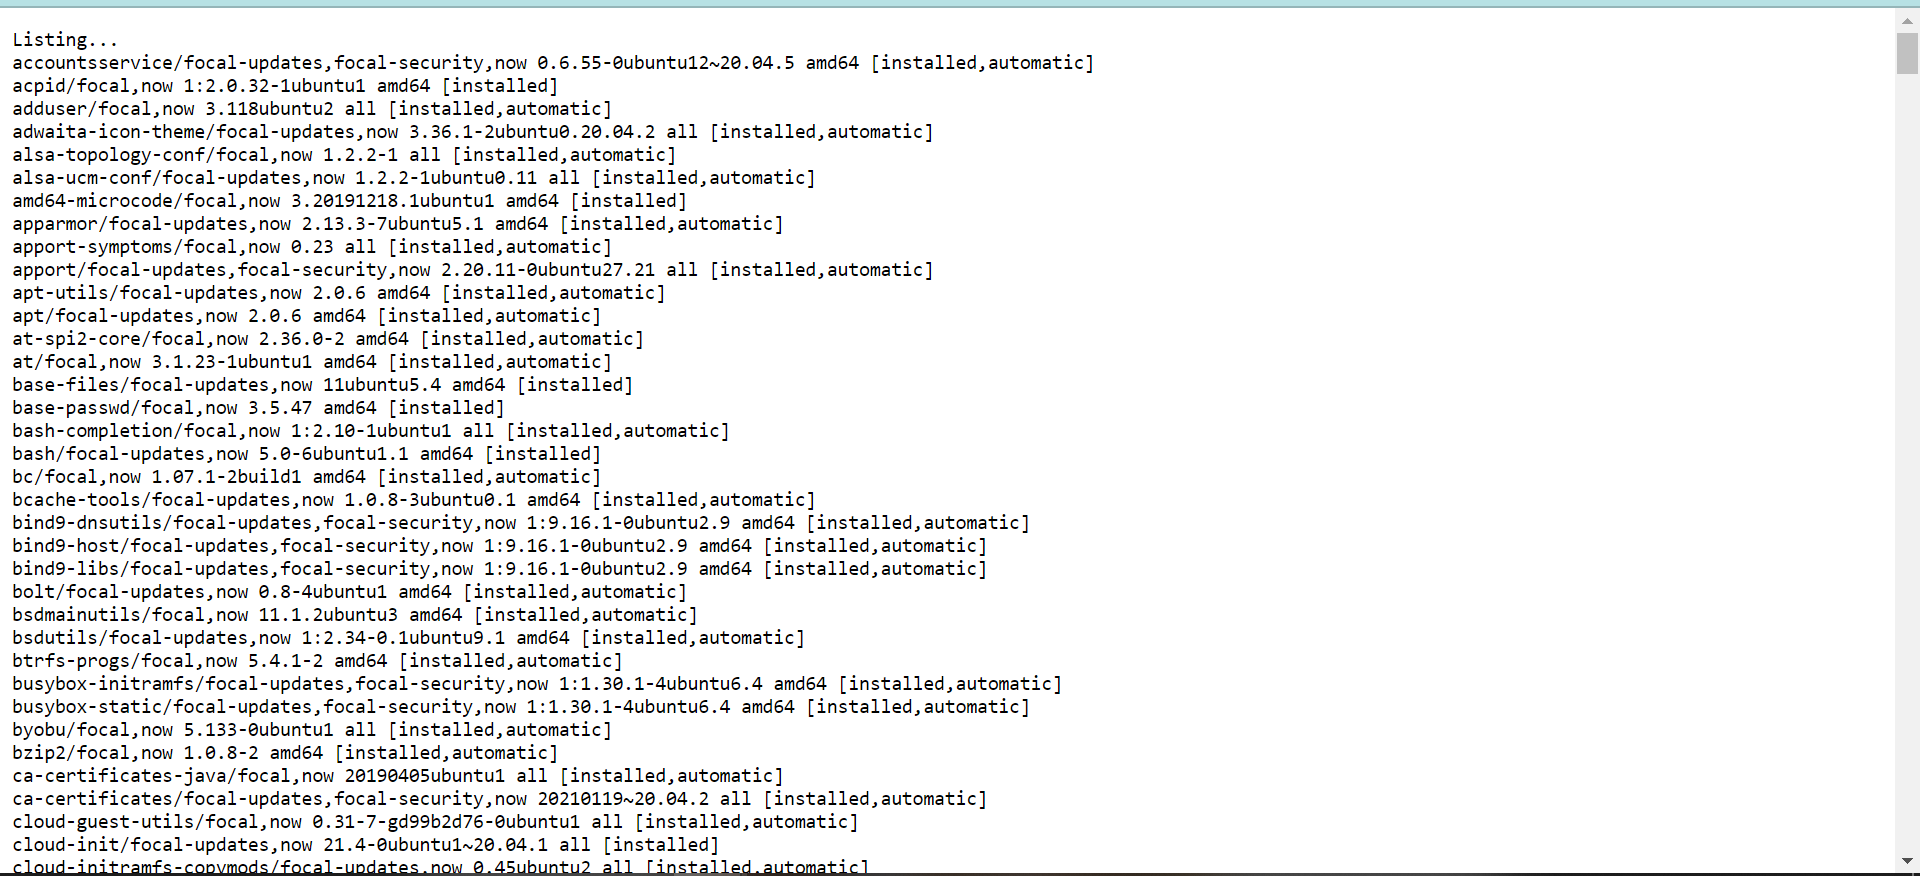 Listing...
accountsservice/focal-updates,focal-security,now 0.6.55-0ubuntu12~20.04.5 amd64 [installed,automatic]
acpid/focal,now 1:2.0.32-1ubuntu1 amd64 [installed]
adduser/focal,now 3.118ubuntu2 all [installed,automatic]
adwaita-icon-theme/focal-updates,now 3.36.1-2ubuntu0.20.04.2 all [installed,automatic]
alsa-topology-conf/focal,now 1.2.2-1 all [installed,automatic]
alsa-ucm-conf/focal-updates,now 1.2.2-1ubuntu0.11 all [installed,automatic]
amd64-microcode/focal,now 3.20191218.1ubuntu1 amd64 [installed]
apparmor/focal-updates,now 2.13.3-7ubuntu5.1 amd64 [installed,automatic]
apport-symptoms/focal,now 0.23 all [installed,automatic]
apport/focal-updates,focal-security,now 2.20.11-0ubuntu27.21 all [installed,automatic]
apt-utils/focal-updates,now 2.0.6 amd64 [installed,automatic]
apt/focal-updates,now 2.0.6 amd64 [installed,automatic]
at-spi2-core/focal,now 2.36.0-2 amd64 [installed,automatic]
at/focal,now 3.1.23-1ubuntu1 amd64 [installed,automatic]
base-files/focal-updates,now 11ubuntu5.4 amd64 [installed]
base-passwd/focal,now 3.5.47 amd64 [installed]
bash-completion/focal,now 1:2.10-1ubuntu1 all [installed,automatic]
bash/focal-updates,now 5.0-6ubuntu1.1 amd64 [installed]
bc/focal,now 1.07.1-2build1 amd64 [installed,automatic]
bcache-tools/focal-updates,now 1.0.8-3ubuntu0.1 amd64 [installed,automatic]
bind9-dnsutils/focal-updates,focal-security,now 1:9.16.1-0ubuntu2.9 amd64 [installed,automatic]
bind9-host/focal-updates,focal-security,now 1:9.16.1-0ubuntu2.9 amd64 [installed,automatic]
bind9-libs/focal-updates,focal-security,now 1:9.16.1-0ubuntu2.9 amd64 [installed,automatic]
bolt/focal-updates,now 0.8-4ubuntu1 amd64 [installed,automatic]
bsdmainutils/focal,now 11.1.2ubuntu3 amd64 [installed,automatic]
bsdutils/focal-updates,now 1:2.34-0.1ubuntu9.1 amd64 [installed,automatic]
btrfs-progs/focal,now 5.4.1-2 amd64 [installed,automatic]
busybox-initramfs/focal-updates,focal-security,now 1:1.30.1-4ubuntu6.4 amd64 [installed,automatic]
busybox-static/focal-updates,focal-security,now 1:1.30.1-4ubuntu6.4 amd64 [installed,automatic]
byobu/focal,now 5.133-0ubuntu1 all [installed,automatic]
bzip2/focal,now 1.0.8-2 amd64 [installed,automatic]
ca-certificates-java/focal,now 20190405ubuntu1 all [installed,automatic]
ca-certificates/focal-updates,focal-security,now 20210119~20.04.2 all [installed,automatic]
cloud-guest-utils/focal,now 0.31-7-gd99b2d76-0ubuntu1 all [installed,automatic]
cloud-init/focal-updates,now 21.4-0ubuntu1~20.04.1 all [installed]
cloud-initramfs-copymods/focal-updates,now 0.45ubuntu2 all [installed,automatic]